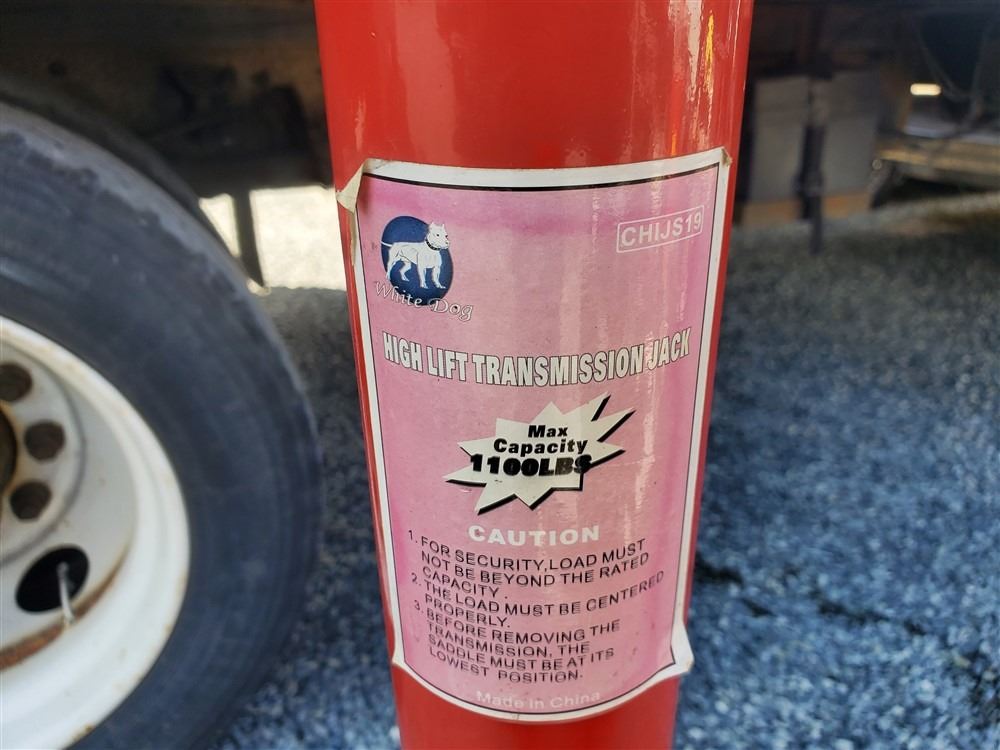 CHIJS19
White Dog
HIGH LIFT TRANSMISSION JACK
Max
Capacity
1100LBS
CAUTION
1. FOR SECURITY,LOAD MUST
NOT BE BEYOND THE RATED
CAPACITY .
2. THE LOAD MUST BE CENTERED
PROPERLY.
3. BEFORE REMOVING THE
TRANSMISSION, THE
SADDLE MUST BE AT ITS
LOWEST POSITION.
Made in China